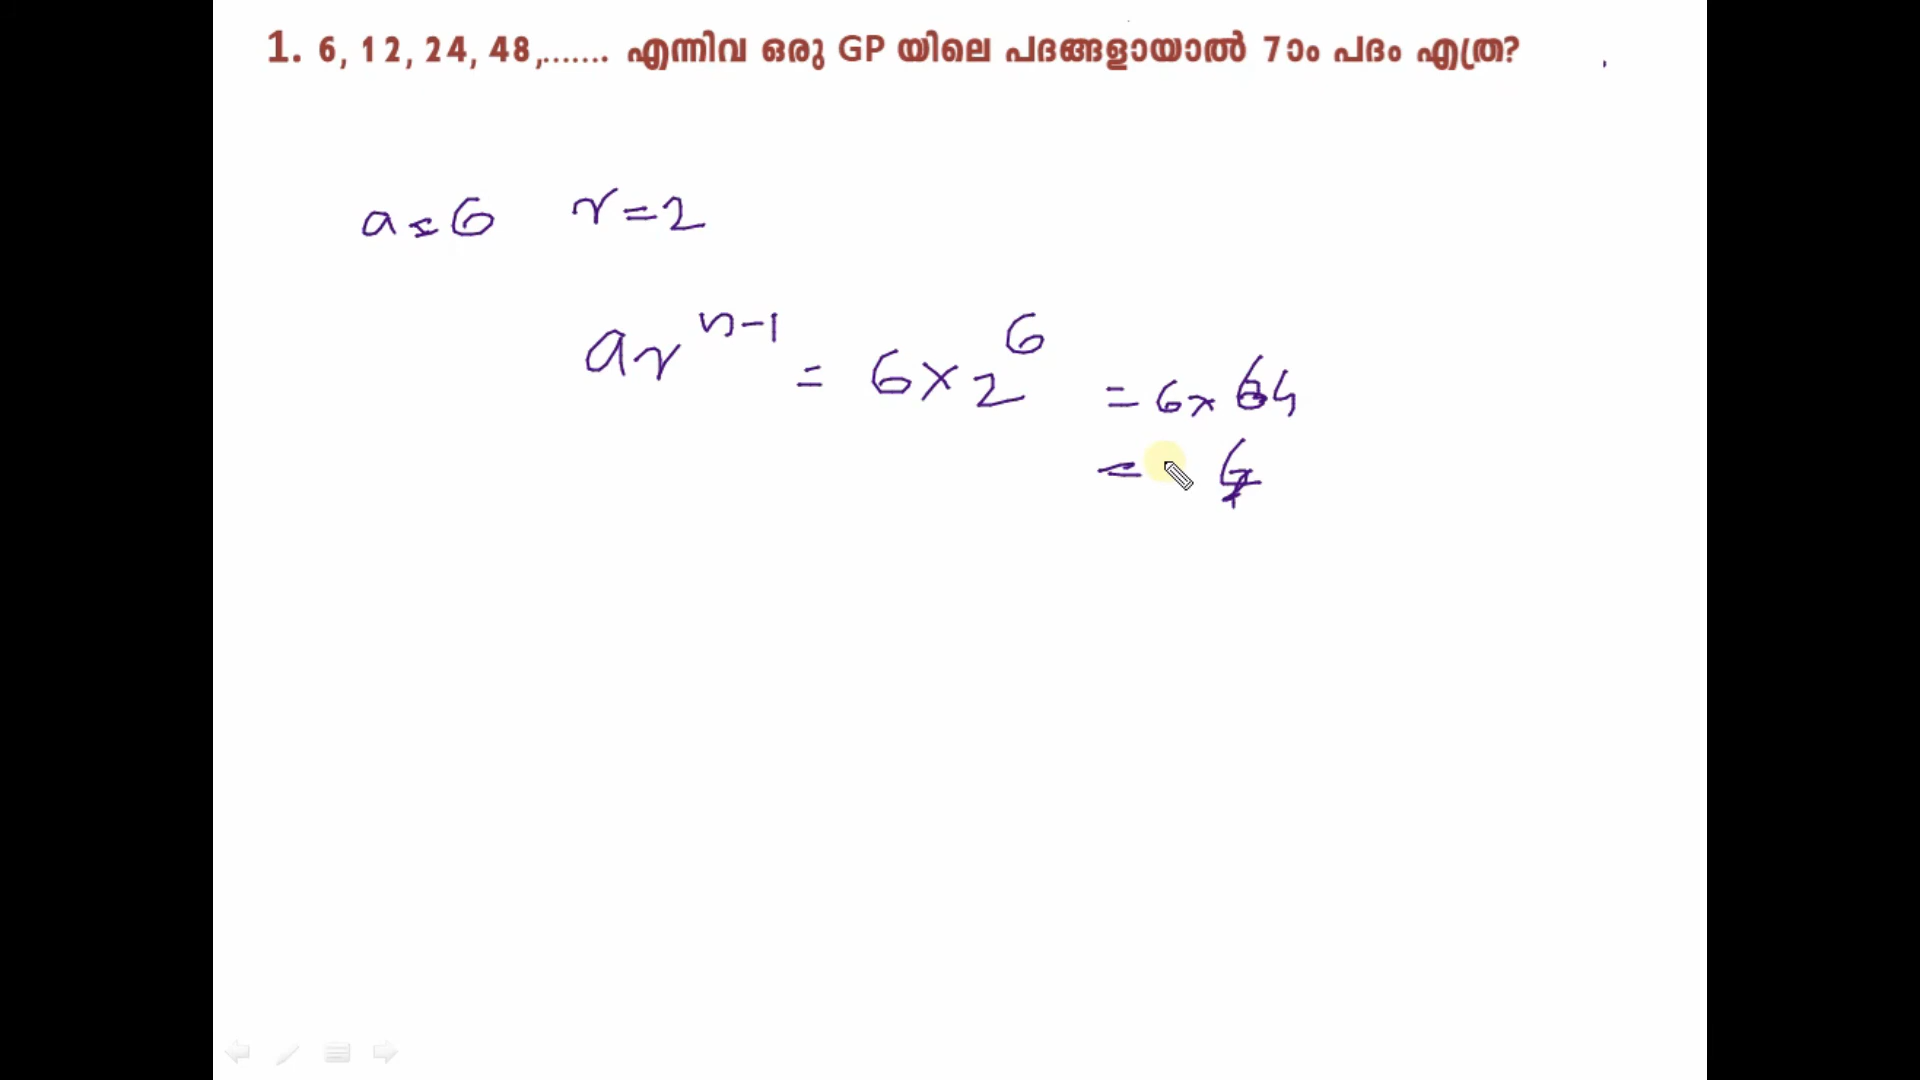 1. 6, 12, 24, 48,....... എന്നിവ ഒരു GP യിലെ പദങ്ങളായാൽ 7ാം പദം എത്ര?
a = 6 r = 2
ar^{n-1} = 6 × 2^6 = 6 × 64
= 4